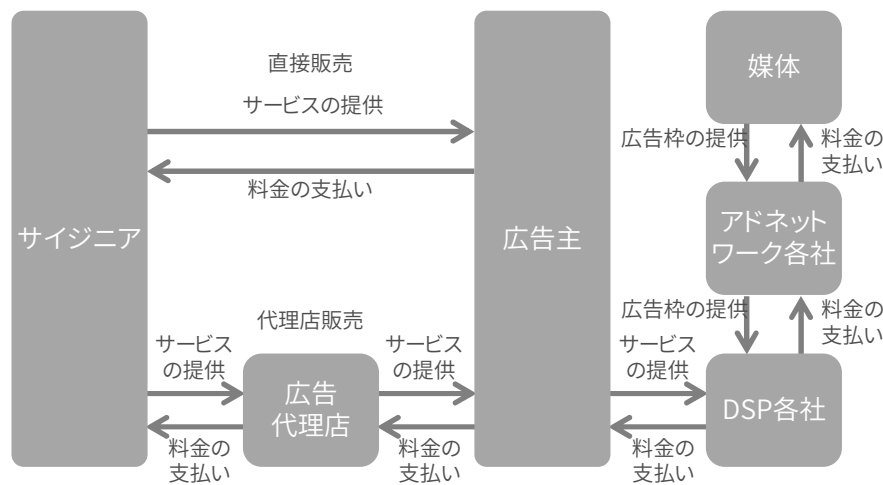 直接販売
サービスの提供
料金の支払い
サイジニア
広告主
媒体
広告枠の提供
料金の
支払い
アドネット
ワーク各社
広告枠の提供
料金の
支払い
代理店販売
サービス
の提供
広告
代理店
サービス
の提供
サービス
の提供
DSP各社
料金の
支払い
料金の
支払い
料金の
支払い